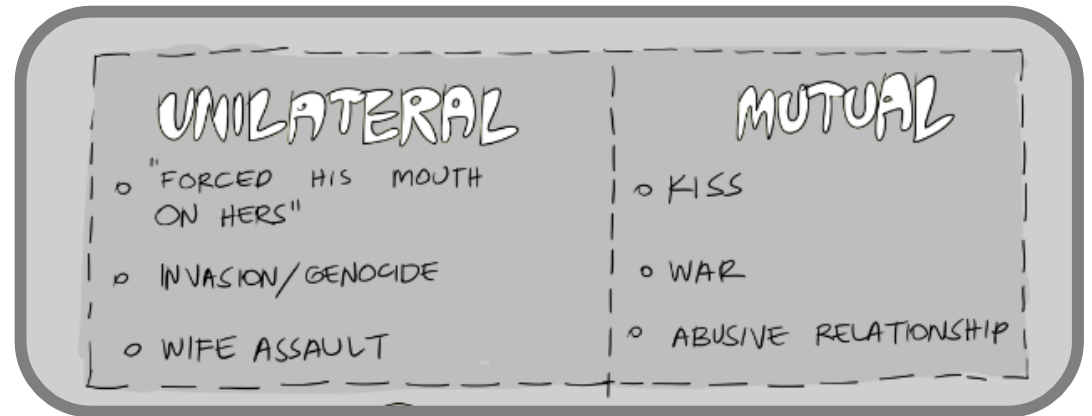 UNILATERAL
"FORCED HIS MOUTH
ON HERS"
INVASION/GENOCIDE
WIFE ASSAULT
MUTUAL
KISS
WAR
ABUSIVE RELATIONSHIP